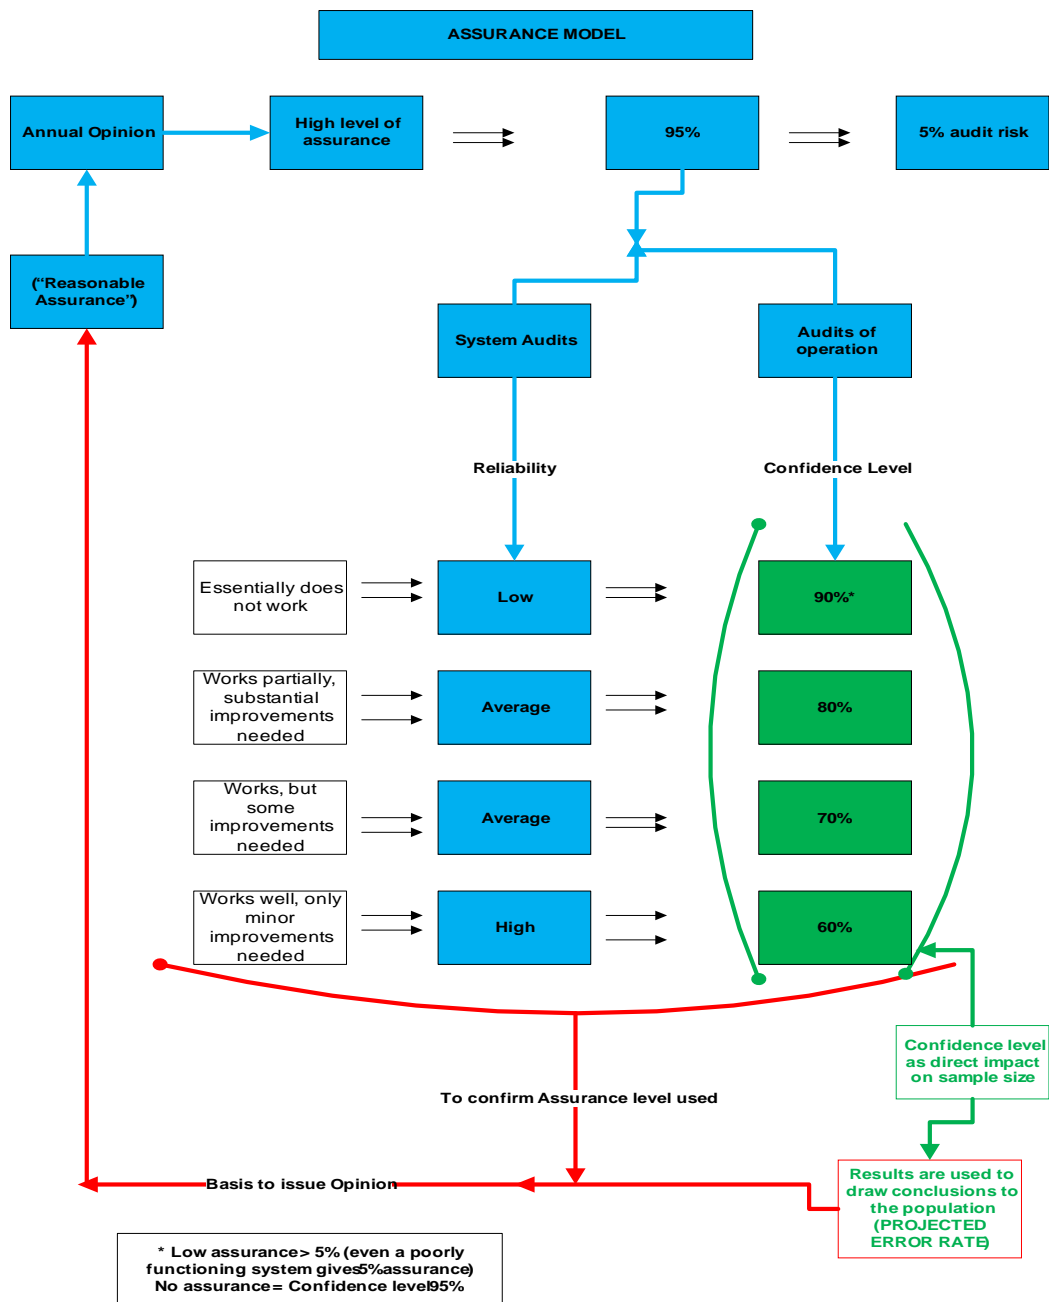 ASSURANCE MODEL
Annual Opinion
High level of
assurance
95%
5% audit risk
(“Reasonable
Assurance”)
System Audits
Audits of
operation
Reliability
Confidence Level
Essentially does
not work
Low
90%*
Works partially,
substantial
improvements
needed
Average
80%
Works, but
some
improvements
needed
Average
70%
Works well, only
minor
improvements
needed
High
60%
Confidence level
as direct impact
on sample size
To confirm Assurance level used
Results are used to
draw conclusions to
the population
(PROJECTED
ERROR RATE)
Basis to issue Opinion
* Low assurance> 5% (even a poorly
functioning system gives5%assurance)
No assurance= Confidence level95%